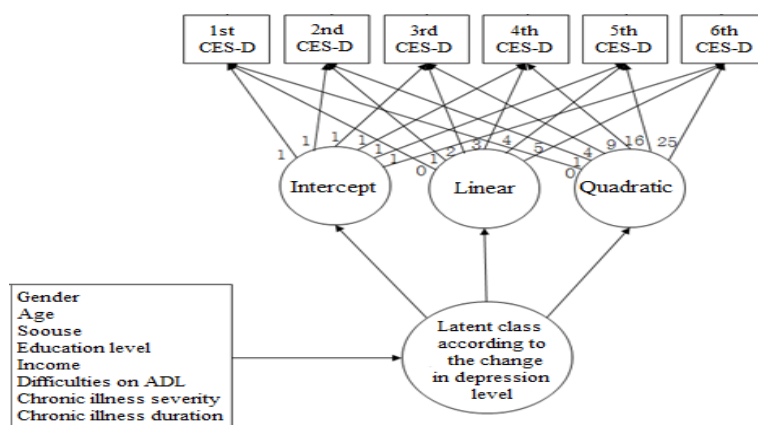 1st 2nd 3rd 4th 5th 6th
CES-D CES-D CES-D CES-D CES-D CES-D
1 1 1 1 1 1 0 1 2 3 4 5 0 1 4 9 16 25
Intercept Linear Quadratic
Gender
Age
Soouse
Education level
Income
Difficulties on ADL
Chronic illness severity
Chronic illness duration
Latent class
according to
the change
in depression
level